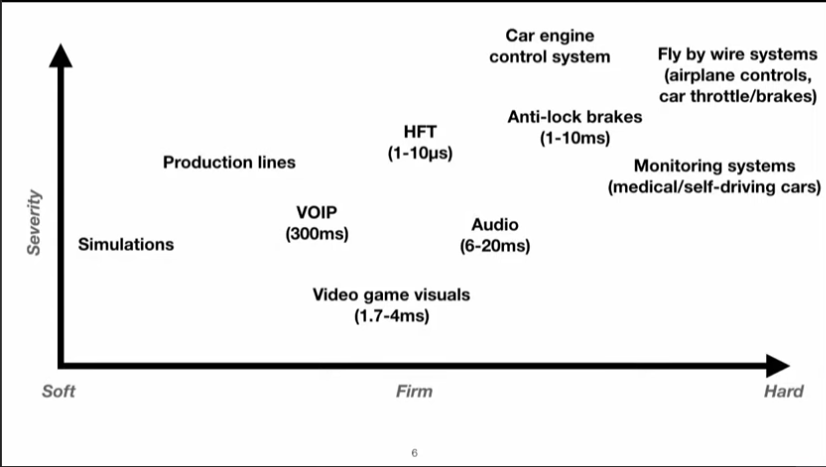 Car engine
control system
Fly by wire systems
(airplane controls,
car throttle/brakes)
Anti-lock brakes
(1-10ms)
HFT
(1-10µs)
Production lines
Monitoring systems
(medical/self-driving cars)
Severity
VOIP
(300ms)
Audio
(6-20ms)
Simulations
Video game visuals
(1.7-4ms)
Soft
Firm
Hard
6